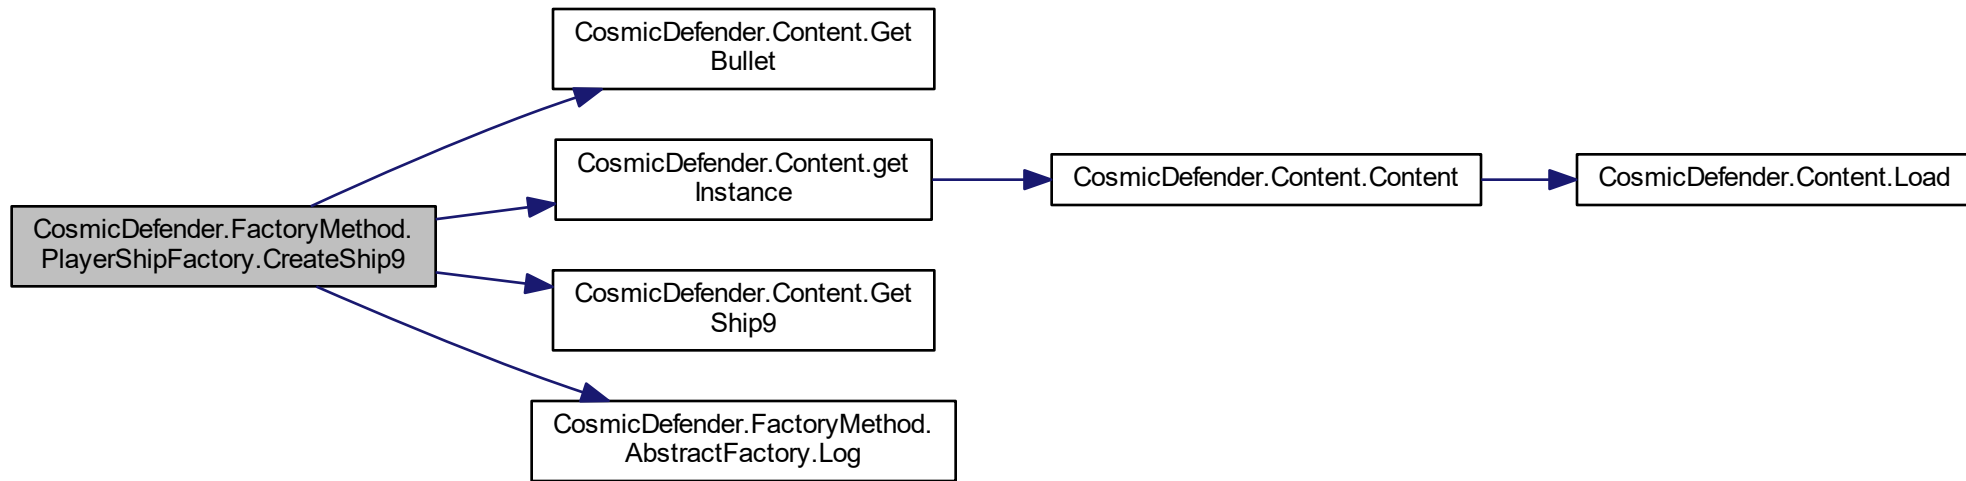 CosmicDefender.FactoryMethod.
PlayerShipFactory.CreateShip9
CosmicDefender.Content.Get
Bullet
CosmicDefender.Content.get
Instance
CosmicDefender.Content.Content
CosmicDefender.Content.Load
CosmicDefender.Content.Get
Ship9
CosmicDefender.FactoryMethod.
AbstractFactory.Log